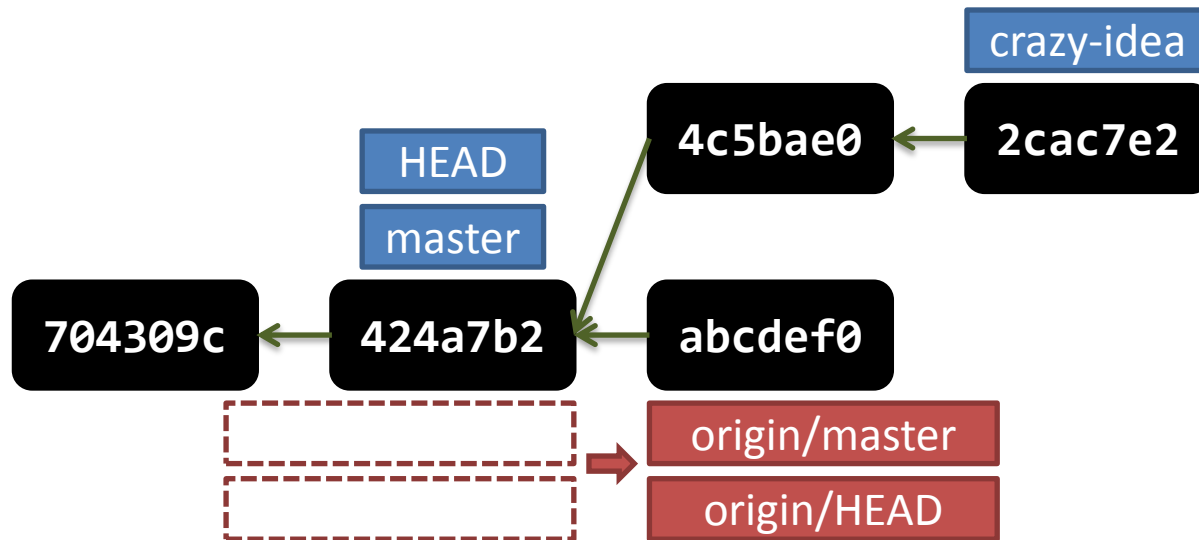 crazy-idea
4c5bae0
2cac7e2
HEAD
master
704309c
424a7b2
abcdef0
origin/master
origin/HEAD